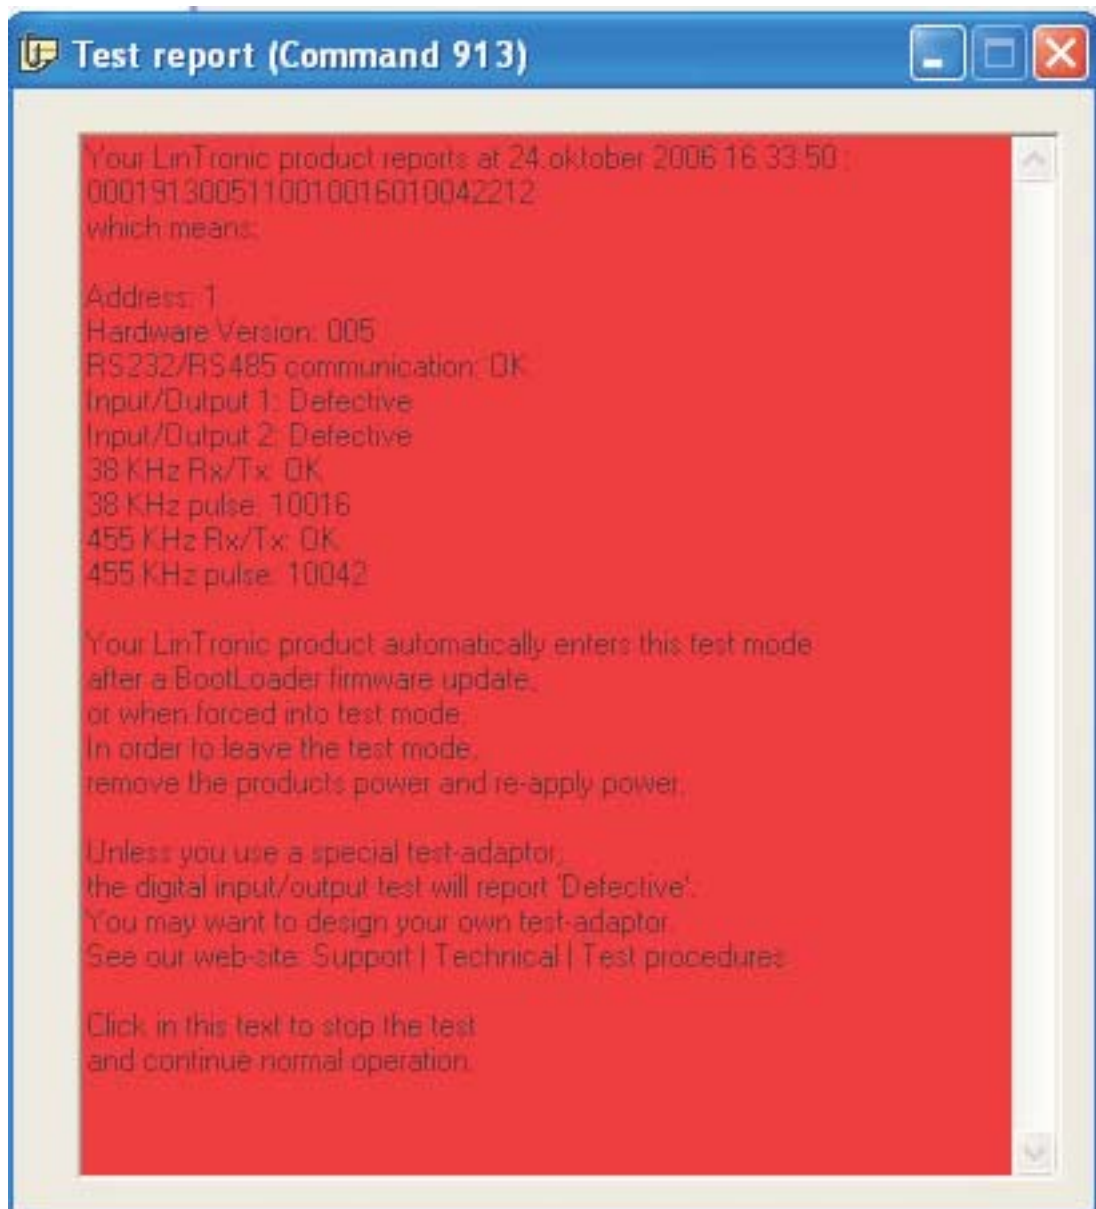 Test report (Command 913)
Your LinTronic product reports at 24.oktober 2006 16.33.50 :
0001913005110010016010042212
which means:
Address: 1
Hardware Version: 005
RS232/RS485 communication: OK
Input/Output 1: Defective
Input/Output 2: Defective
38 KHz Rx/Tx: OK
38 KHz pulse: 10016
455 KHz Rx/Tx: OK
455 KHz pulse: 10042
Your LinTronic product automatically enters this test mode
after a BootLoader firmware update,
or when forced into test mode.
In order to leave the test mode,
remove the products power and re-apply power.
Unless you use a special test-adaptor,
the digital input/output test will report 'Defective'.
You may want to design your own test-adaptor.
See our web-site: Support | Technical | Test procedures
Click in this text to stop the test
and continue normal operation.